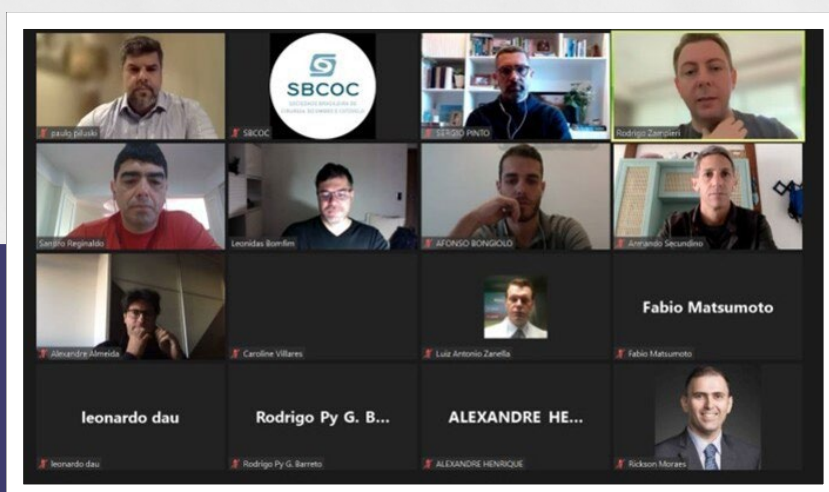 paulo piluski
SBCOC
SOCIEDADE BRASILEIRA DE
CIRURGIA DO OMBRO E COTOVELO
SBCOC
SERGIO PINTO
Rodrigo Zampieri
Sandro Reginaldo
Leonidas Bomfim
AFONSO BONGIOLO
Armando Secundino
Alexandre Almeida
Caroline Villares
Luiz Antonio Zanella
Fabio Matsumoto
Fabio Matsumoto
leonardo dau
leonardo dau
Rodrigo Py G. B...
Rodrigo Py G. Barreto
ALEXANDRE HE...
ALEXANDRE HENRIQUE
Rickson Moraes